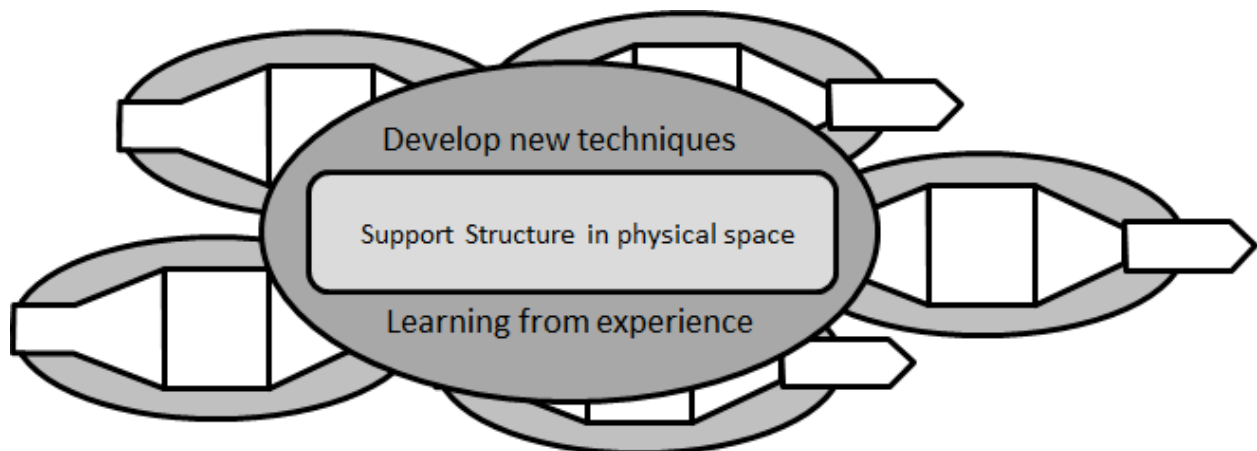 Develop new techniques
Support Structure in physical space
Learning from experience